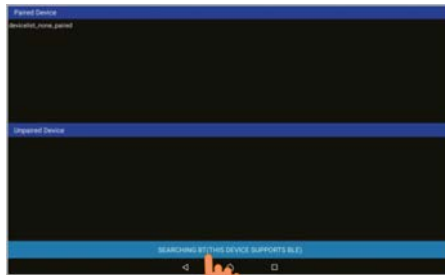 Paired Device
devicelist_none_paired
Unpaired Device
SEARCHING BT(THIS DEVICE SUPPORTS BLE)